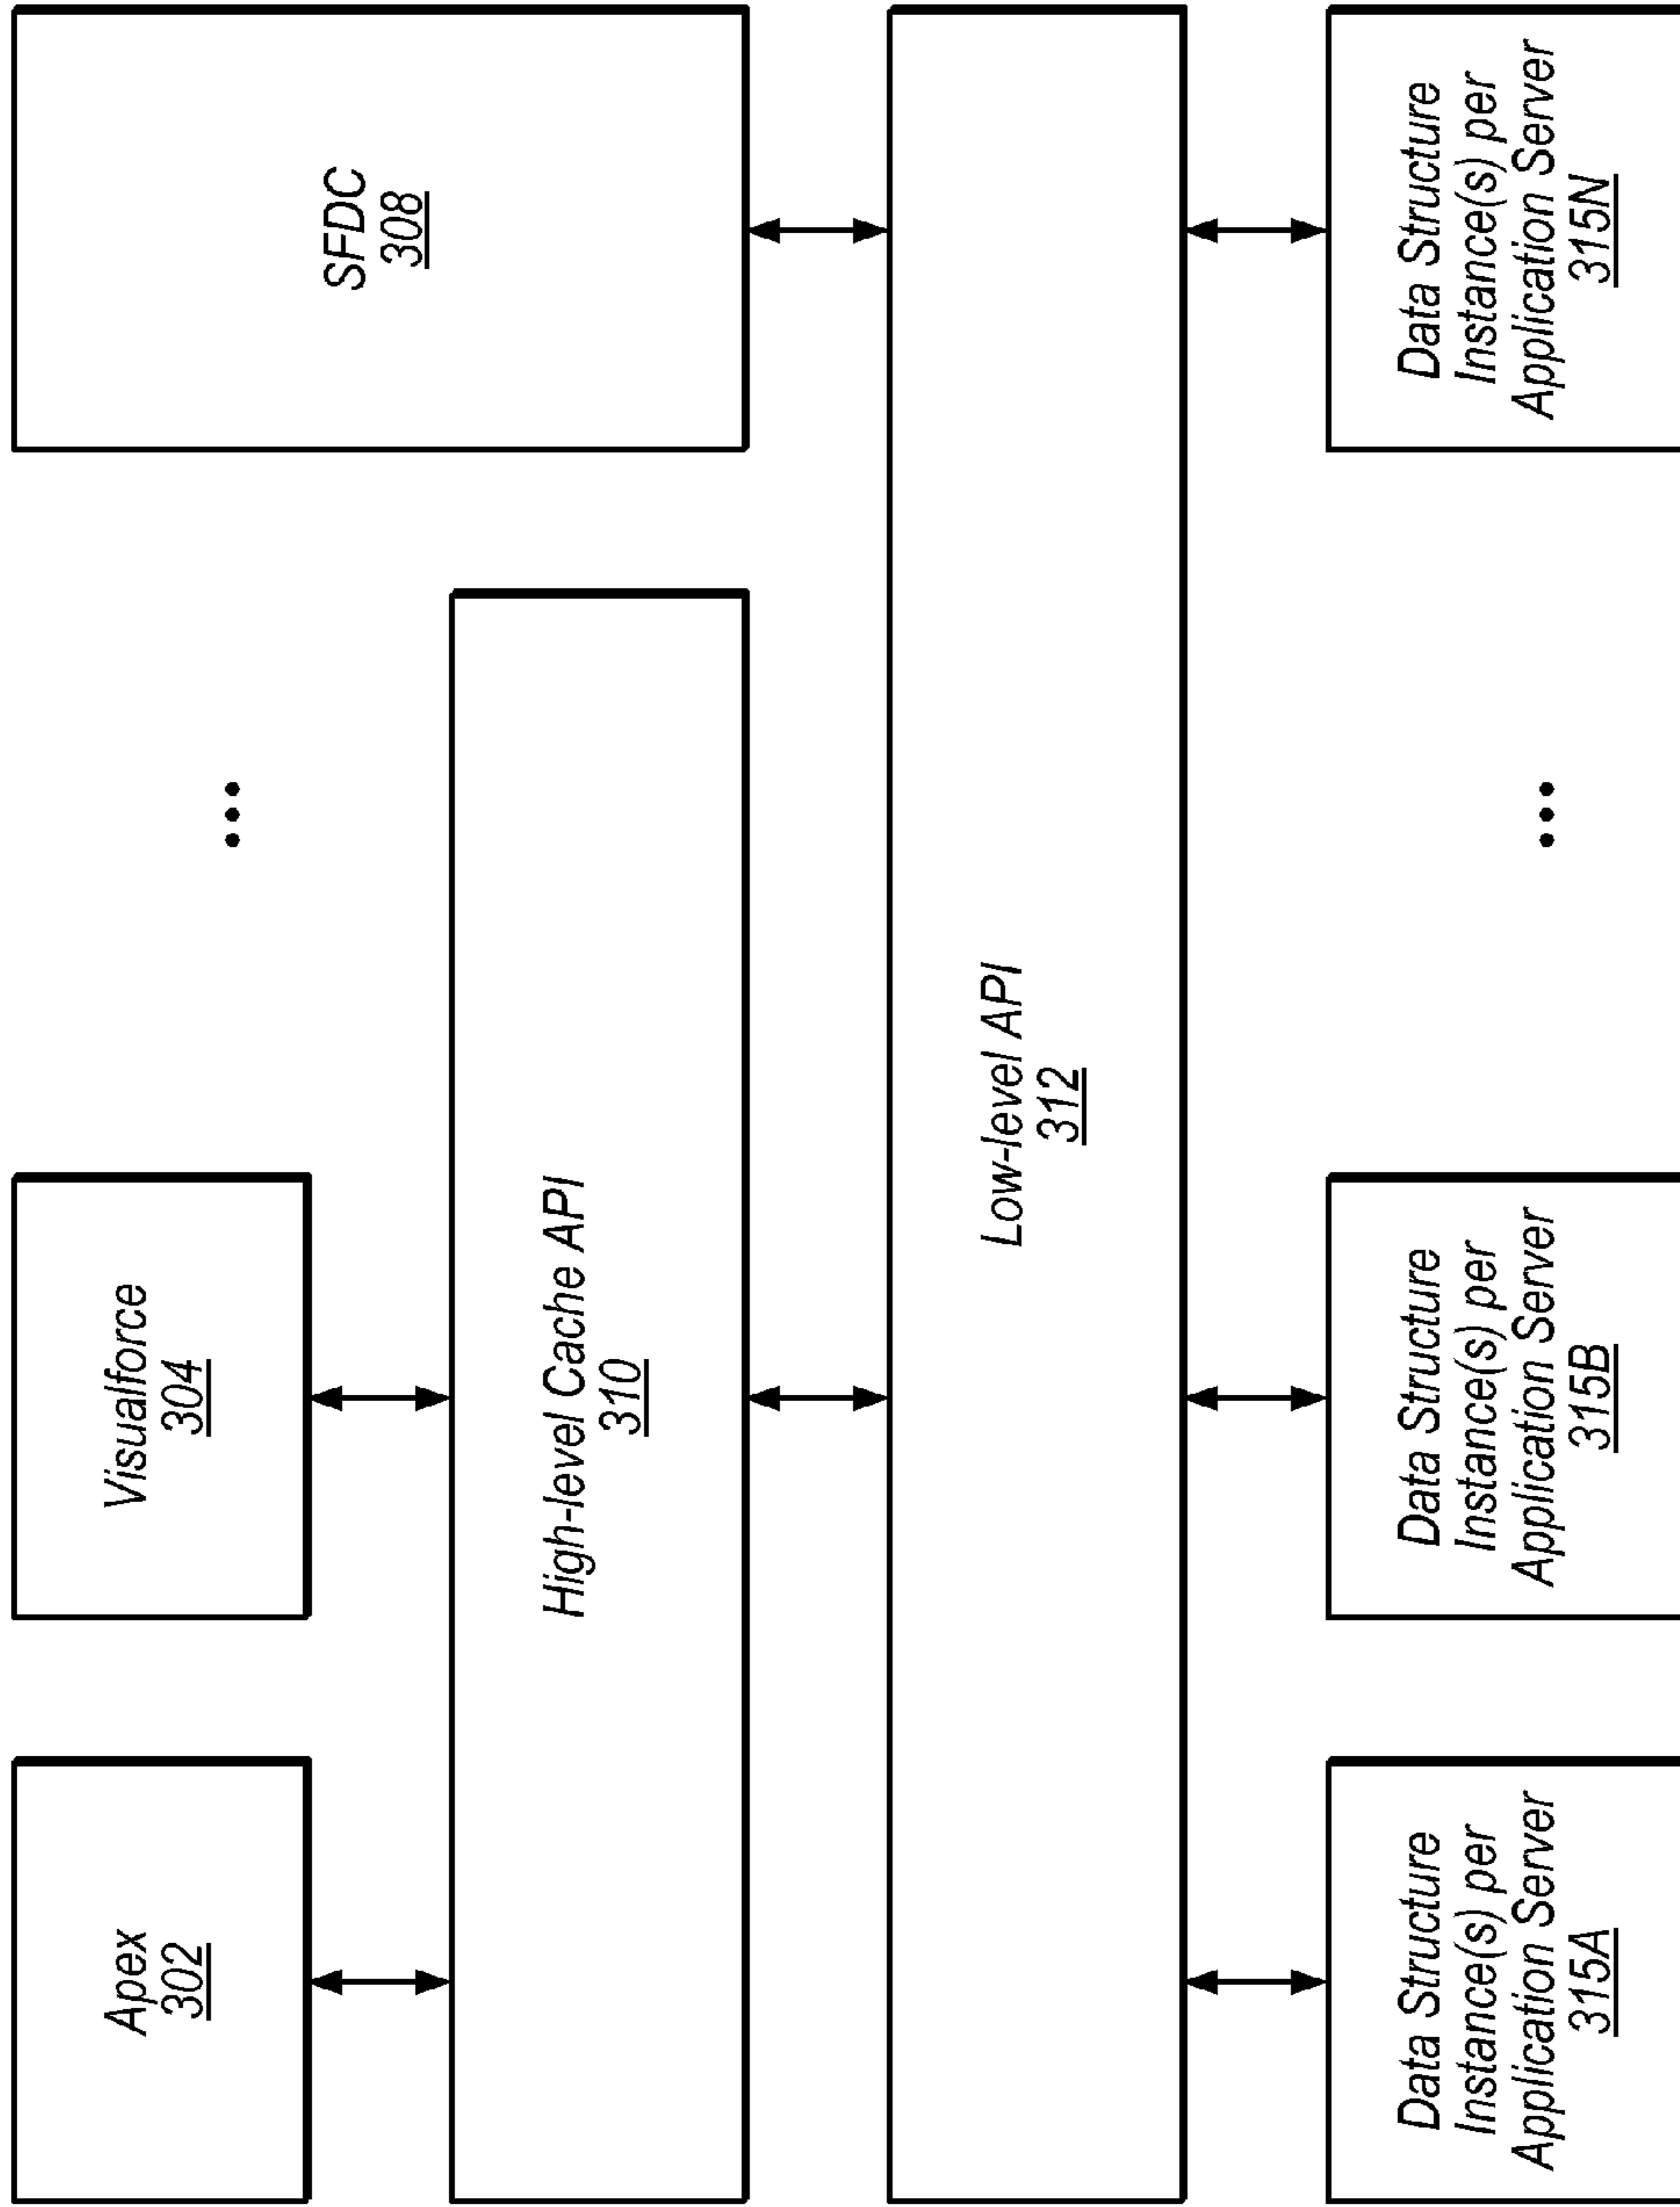 Apex
302
Visualforce
304
...
SFDC
308
High-level Cache API
310
Low-level API
312
Data Structure
Instance(s) per
Application Server
315A
Data Structure
Instance(s) per
Application Server
315B
...
Data Structure
Instance(s) per
Application Server
315N